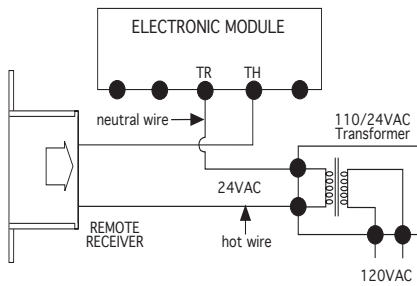 ELECTRONIC MODULE
TR TH
neutral wire
110/24VAC
Transformer
24VAC
REMOTE
RECEIVER
hot wire
120VAC